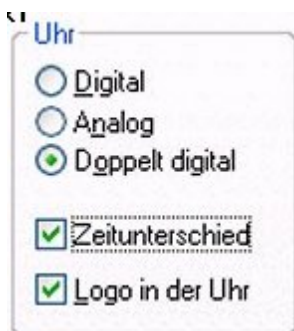 Uhr
Digital
Analog
Doppelt digital
Zeitunterschied
Logo in der Uhr